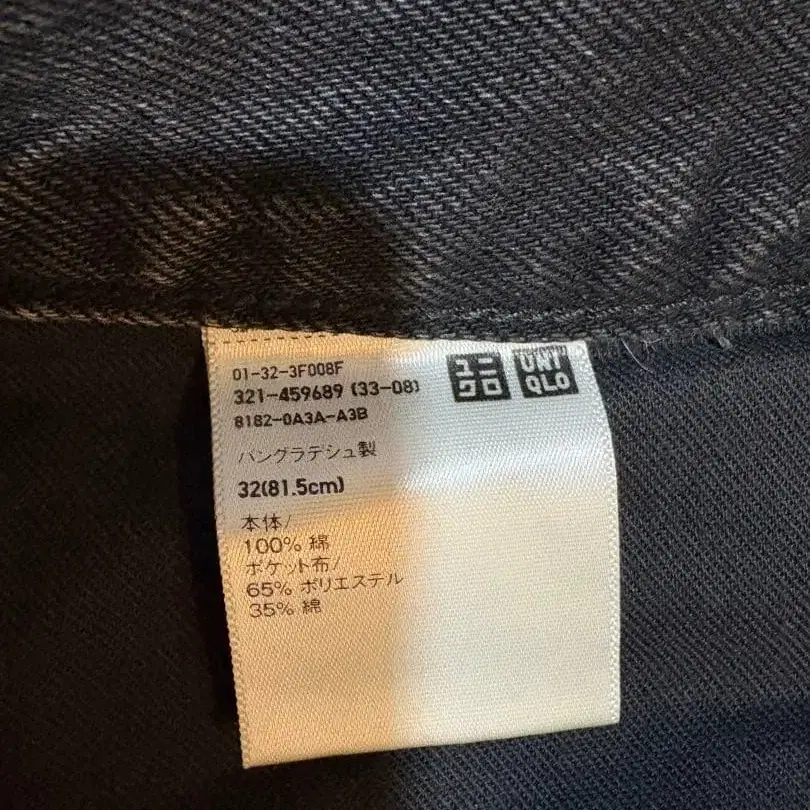 01-32-3F008F
321-459689 (33-08)
8182-0A3A-A3B
ユニ
クロ
UNI
QLO
バングラデシュ製
32(81.5cm)
本体/
100% 綿
ポケット布/
65% ポリエステル
35% 綿